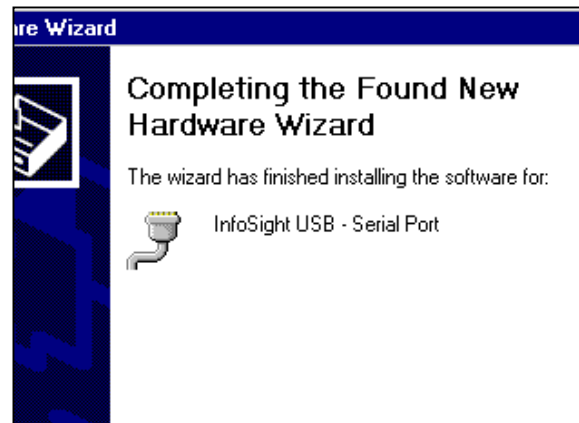 re Wizard
Completing the Found New
Hardware Wizard
The wizard has finished installing the software for:
InfoSight USB - Serial Port